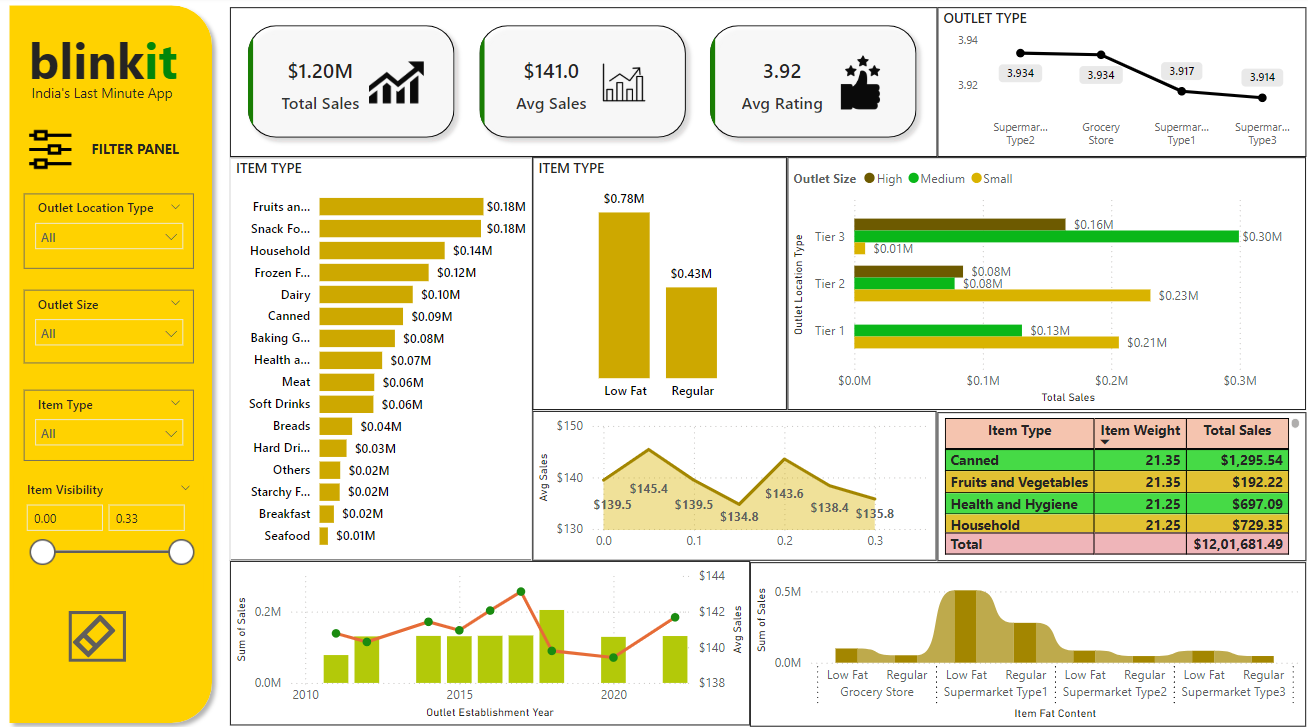 blinkit
India's Last Minute App
FILTER PANEL
Outlet Location Type
All
Outlet Size
All
Item Type
All
Item Visibility
0.00
0.33
$1.20M
Total Sales
$141.0
Avg Sales
3.92
Avg Rating
OUTLET TYPE
3.94
3.92
3.934
3.934
3.917
3.914
Supermar...
Type2
Grocery
Store
Supermar...
Type1
Supermar...
Type3
ITEM TYPE
Fruits an... $0.18M
Snack Fo... $0.18M
Household $0.14M
Frozen F... $0.12M
Dairy $0.10M
Canned $0.09M
Baking G... $0.08M
Health a... $0.07M
Meat $0.06M
Soft Drinks $0.06M
Breads $0.04M
Hard Dri... $0.03M
Others $0.02M
Starchy F... $0.02M
Breakfast $0.02M
Seafood $0.01M
ITEM TYPE
$0.78M
$0.43M
Low Fat Regular
Outlet Size High Medium Small
Outlet Location Type
Tier 3
$0.16M
$0.30M
$0.01M
Tier 2
$0.08M
$0.08M
$0.23M
Tier 1
$0.13M
$0.21M
$0.0M $0.1M $0.2M $0.3M
Total Sales
Avg Sales
$150
$140
$130
$139.5
$145.4
$139.5
$134.8
$143.6
$138.4
$135.8
0.0 0.1 0.2 0.3
Item Type Item Weight Total Sales
Canned 21.35 $1,295.54
Fruits and Vegetables 21.35 $192.22
Health and Hygiene 21.25 $697.09
Household 21.25 $729.35
Total $12,01,681.49
Sum of Sales
0.2M
0.0M
$144
$142
$140
$138
Avg Sales
2010 2015 2020
Outlet Establishment Year
Sum of Sales
0.5M
0.0M
Low Fat Regular Low Fat Regular Low Fat Regular Low Fat Regular
Grocery Store Supermarket Type1 Supermarket Type2 Supermarket Type3
Item Fat Content